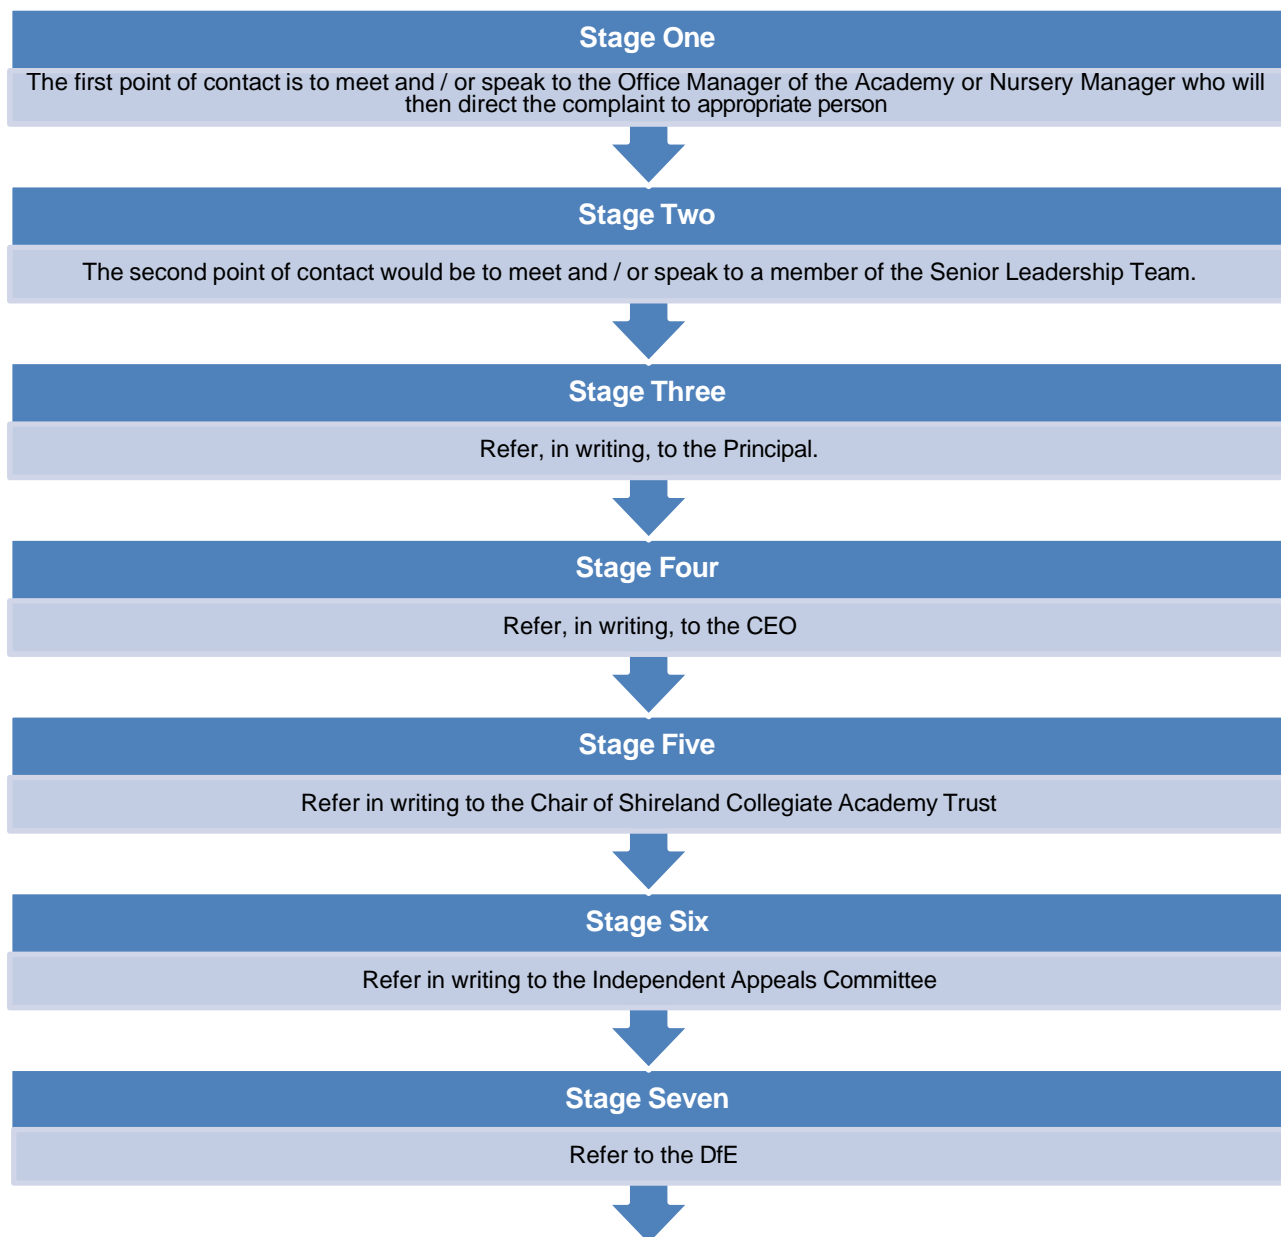 Stage One
The first point of contact is to meet and / or speak to the Office Manager of the Academy or Nursery Manager who will
then direct the complaint to appropriate person
Stage Two
The second point of contact would be to meet and / or speak to a member of the Senior Leadership Team.
Stage Three
Refer, in writing, to the Principal.
Stage Four
Refer, in writing, to the CEO
Stage Five
Refer in writing to the Chair of Shireland Collegiate Academy Trust
Stage Six
Refer in writing to the Independent Appeals Committee
Stage Seven
Refer to the DfE